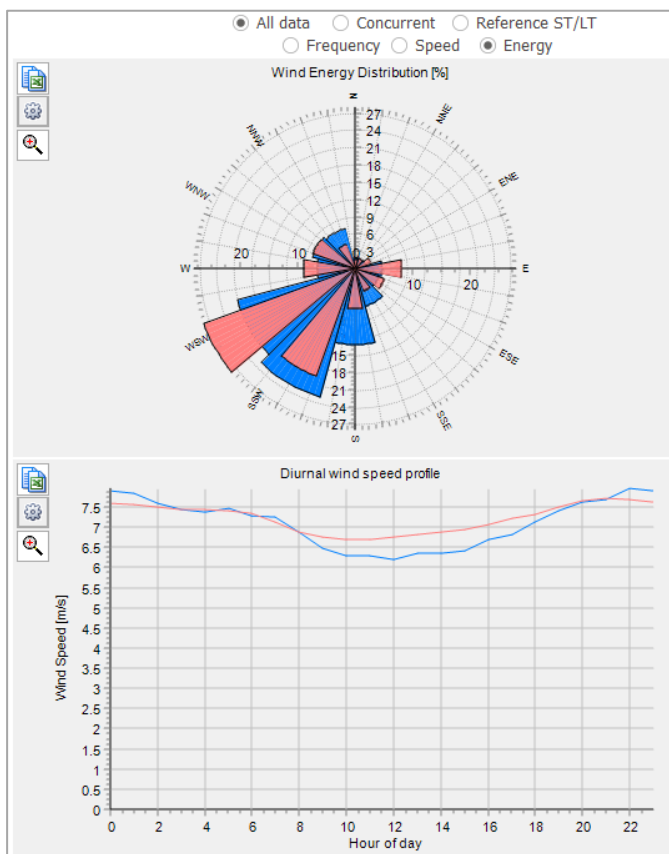 All data Concurrent Reference ST/LT
Frequency Speed Energy
Wind Energy Distribution [%]
N
27
24
21
18
15
12
9
6
3
0
NNE
ENE
E
ESE
SSE
S
SSW
WSW
W
WNW
NNW
20 10 10 20
15
18
21
24
27
Diurnal wind speed profile
Wind Speed [m/s]
7.5
7
6.5
6
5.5
5
4.5
4
3.5
3
2.5
2
1.5
1
0.5
0
0 2 4 6 8 10 12 14 16 18 20 22
Hour of day